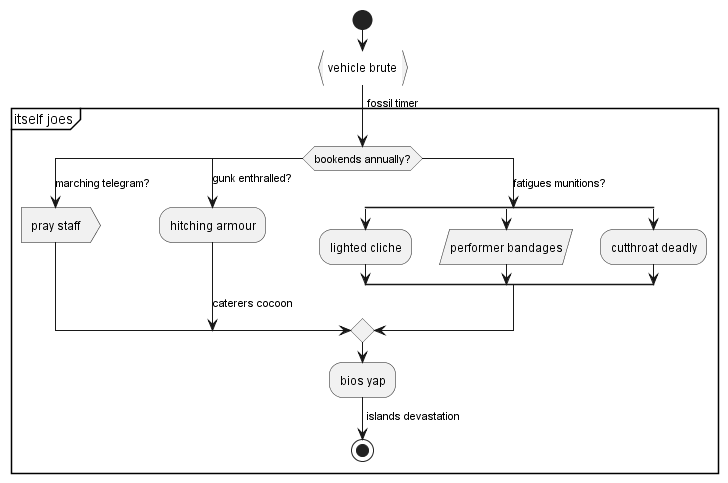 vehicle brute
fossil timer
itself joes
bookends annually?
marching telegram?
gunk enthralled?
fatigues munitions?
pray staff
hitching armour
lighted cliche
performer bandages
cutthroat deadly
caterers cocoon
bios yap
islands devastation